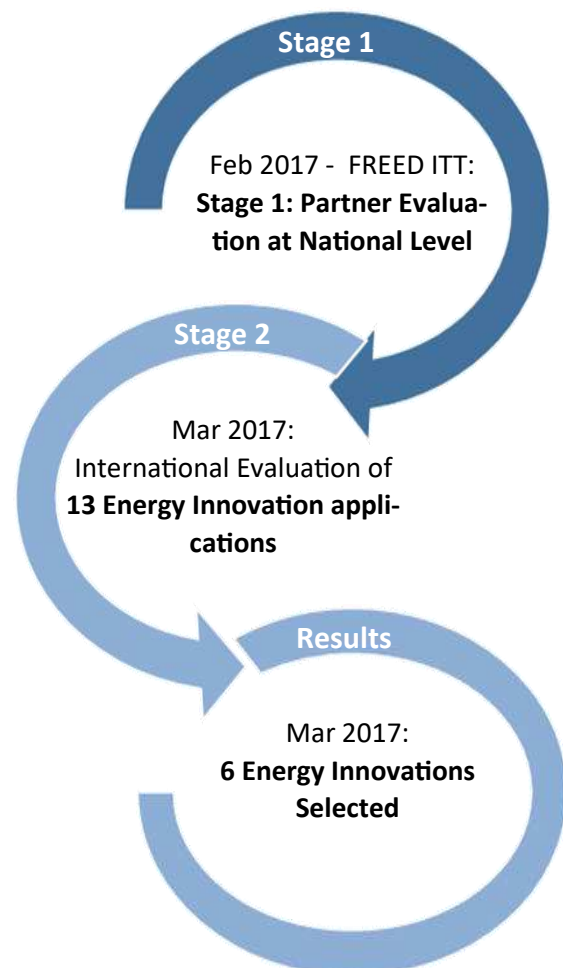 Stage 1
Feb 2017 - FREED ITT:
Stage 1: Partner Evalua-
tion at National Level
Stage 2
Mar 2017:
International Evaluation of
13 Energy Innovation appli-
cations
Results
Mar 2017:
6 Energy Innovations
Selected